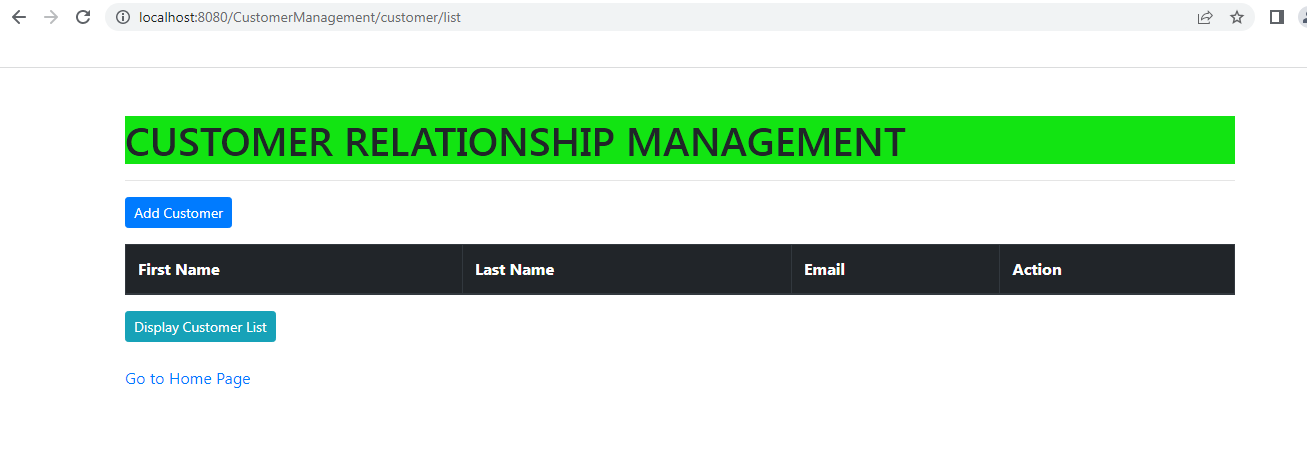 localhost:8080/CustomerManagement/customer/list
CUSTOMER RELATIONSHIP MANAGEMENT
Add Customer
First Name Last Name Email Action
Display Customer List
Go to Home Page